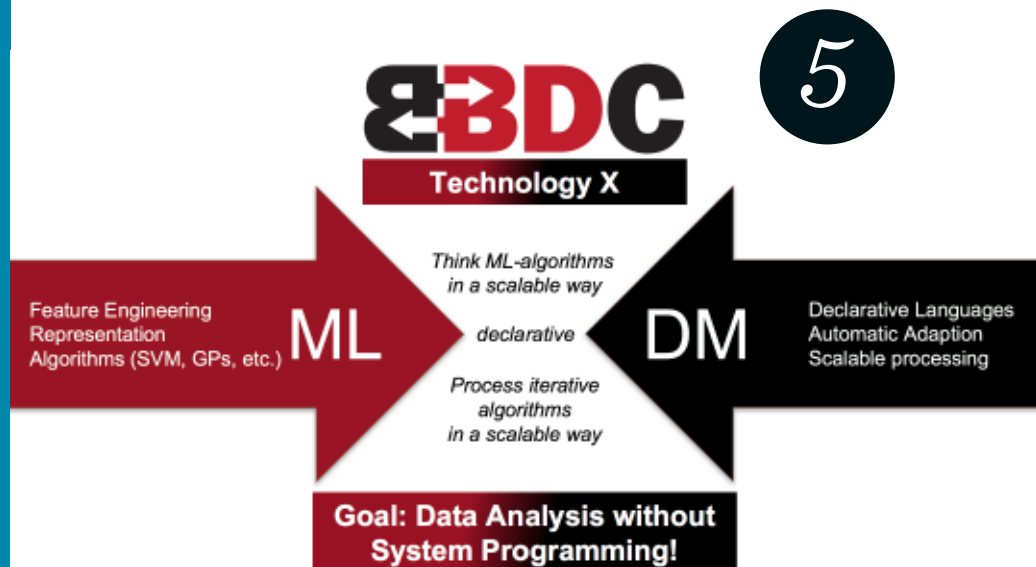 5
BBDC
Technology X
Think ML-algorithms
in a scalable way
declarative
Process iterative
algorithms
in a scalable way
Feature Engineering
Representation
Algorithms (SVM, GPs, etc.)
ML
DM
Declarative Languages
Automatic Adaption
Scalable processing
Goal: Data Analysis without
System Programming!